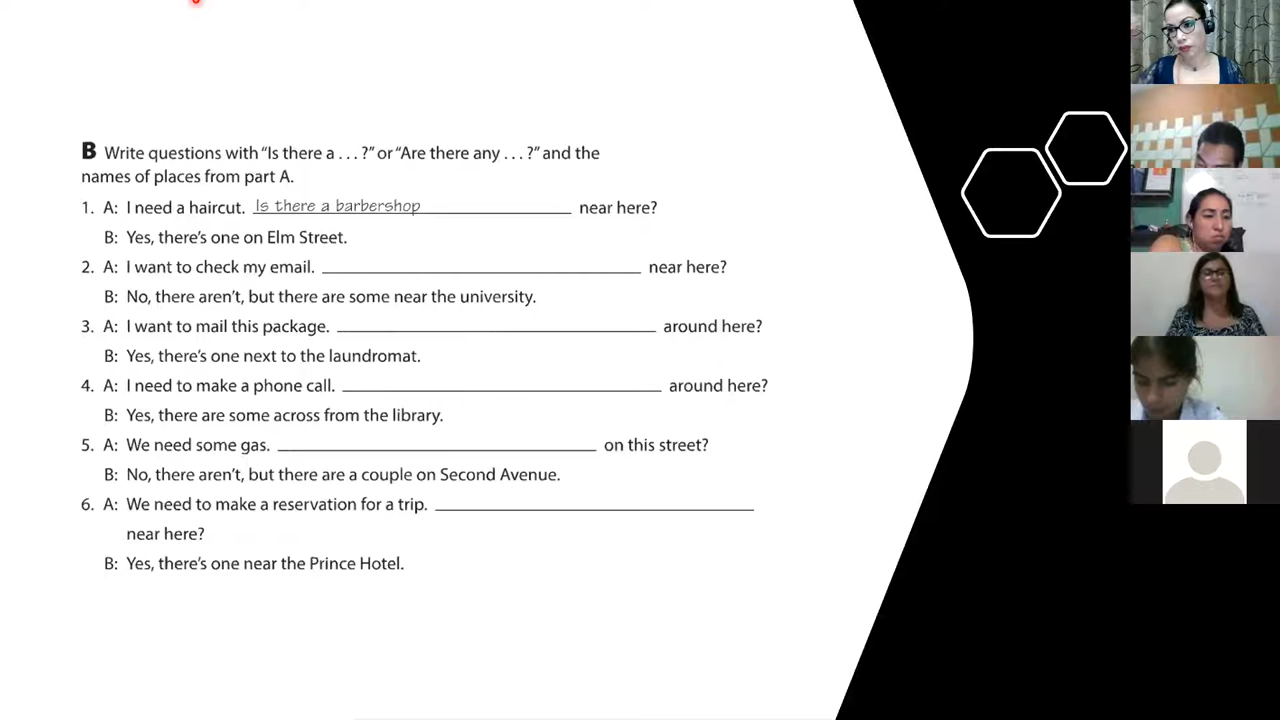 B Write questions with “Is there a . . . ?” or “Are there any . . . ?” and the
names of places from part A.
1. A: I need a haircut. Is there a barbershop near here?
B: Yes, there’s one on Elm Street.
2. A: I want to check my email. ______ near here?
B: No, there aren’t, but there are some near the university.
3. A: I want to mail this package. ______ around here?
B: Yes, there’s one next to the laundromat.
4. A: I need to make a phone call. ______ around here?
B: Yes, there are some across from the library.
5. A: We need some gas. ______ on this street?
B: No, there aren’t, but there are a couple on Second Avenue.
6. A: We need to make a reservation for a trip. ______
near here?
B: Yes, there’s one near the Prince Hotel.